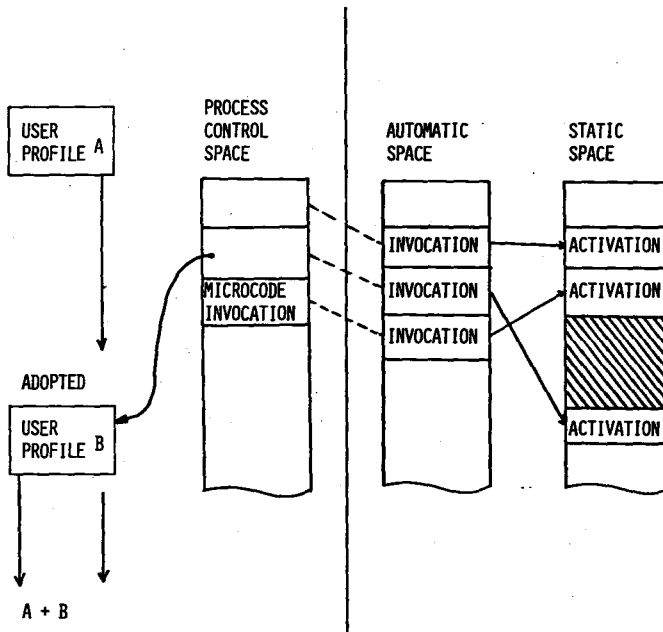 PROCESS
CONTROL
SPACE
USER
PROFILE A
AUTOMATIC
SPACE
STATIC
SPACE
INVOCATION
ACTIVATION
INVOCATION
ACTIVATION
MICROCODE
INVOCATION
INVOCATION
ADOPTED
USER
PROFILE B
ACTIVATION
A + B